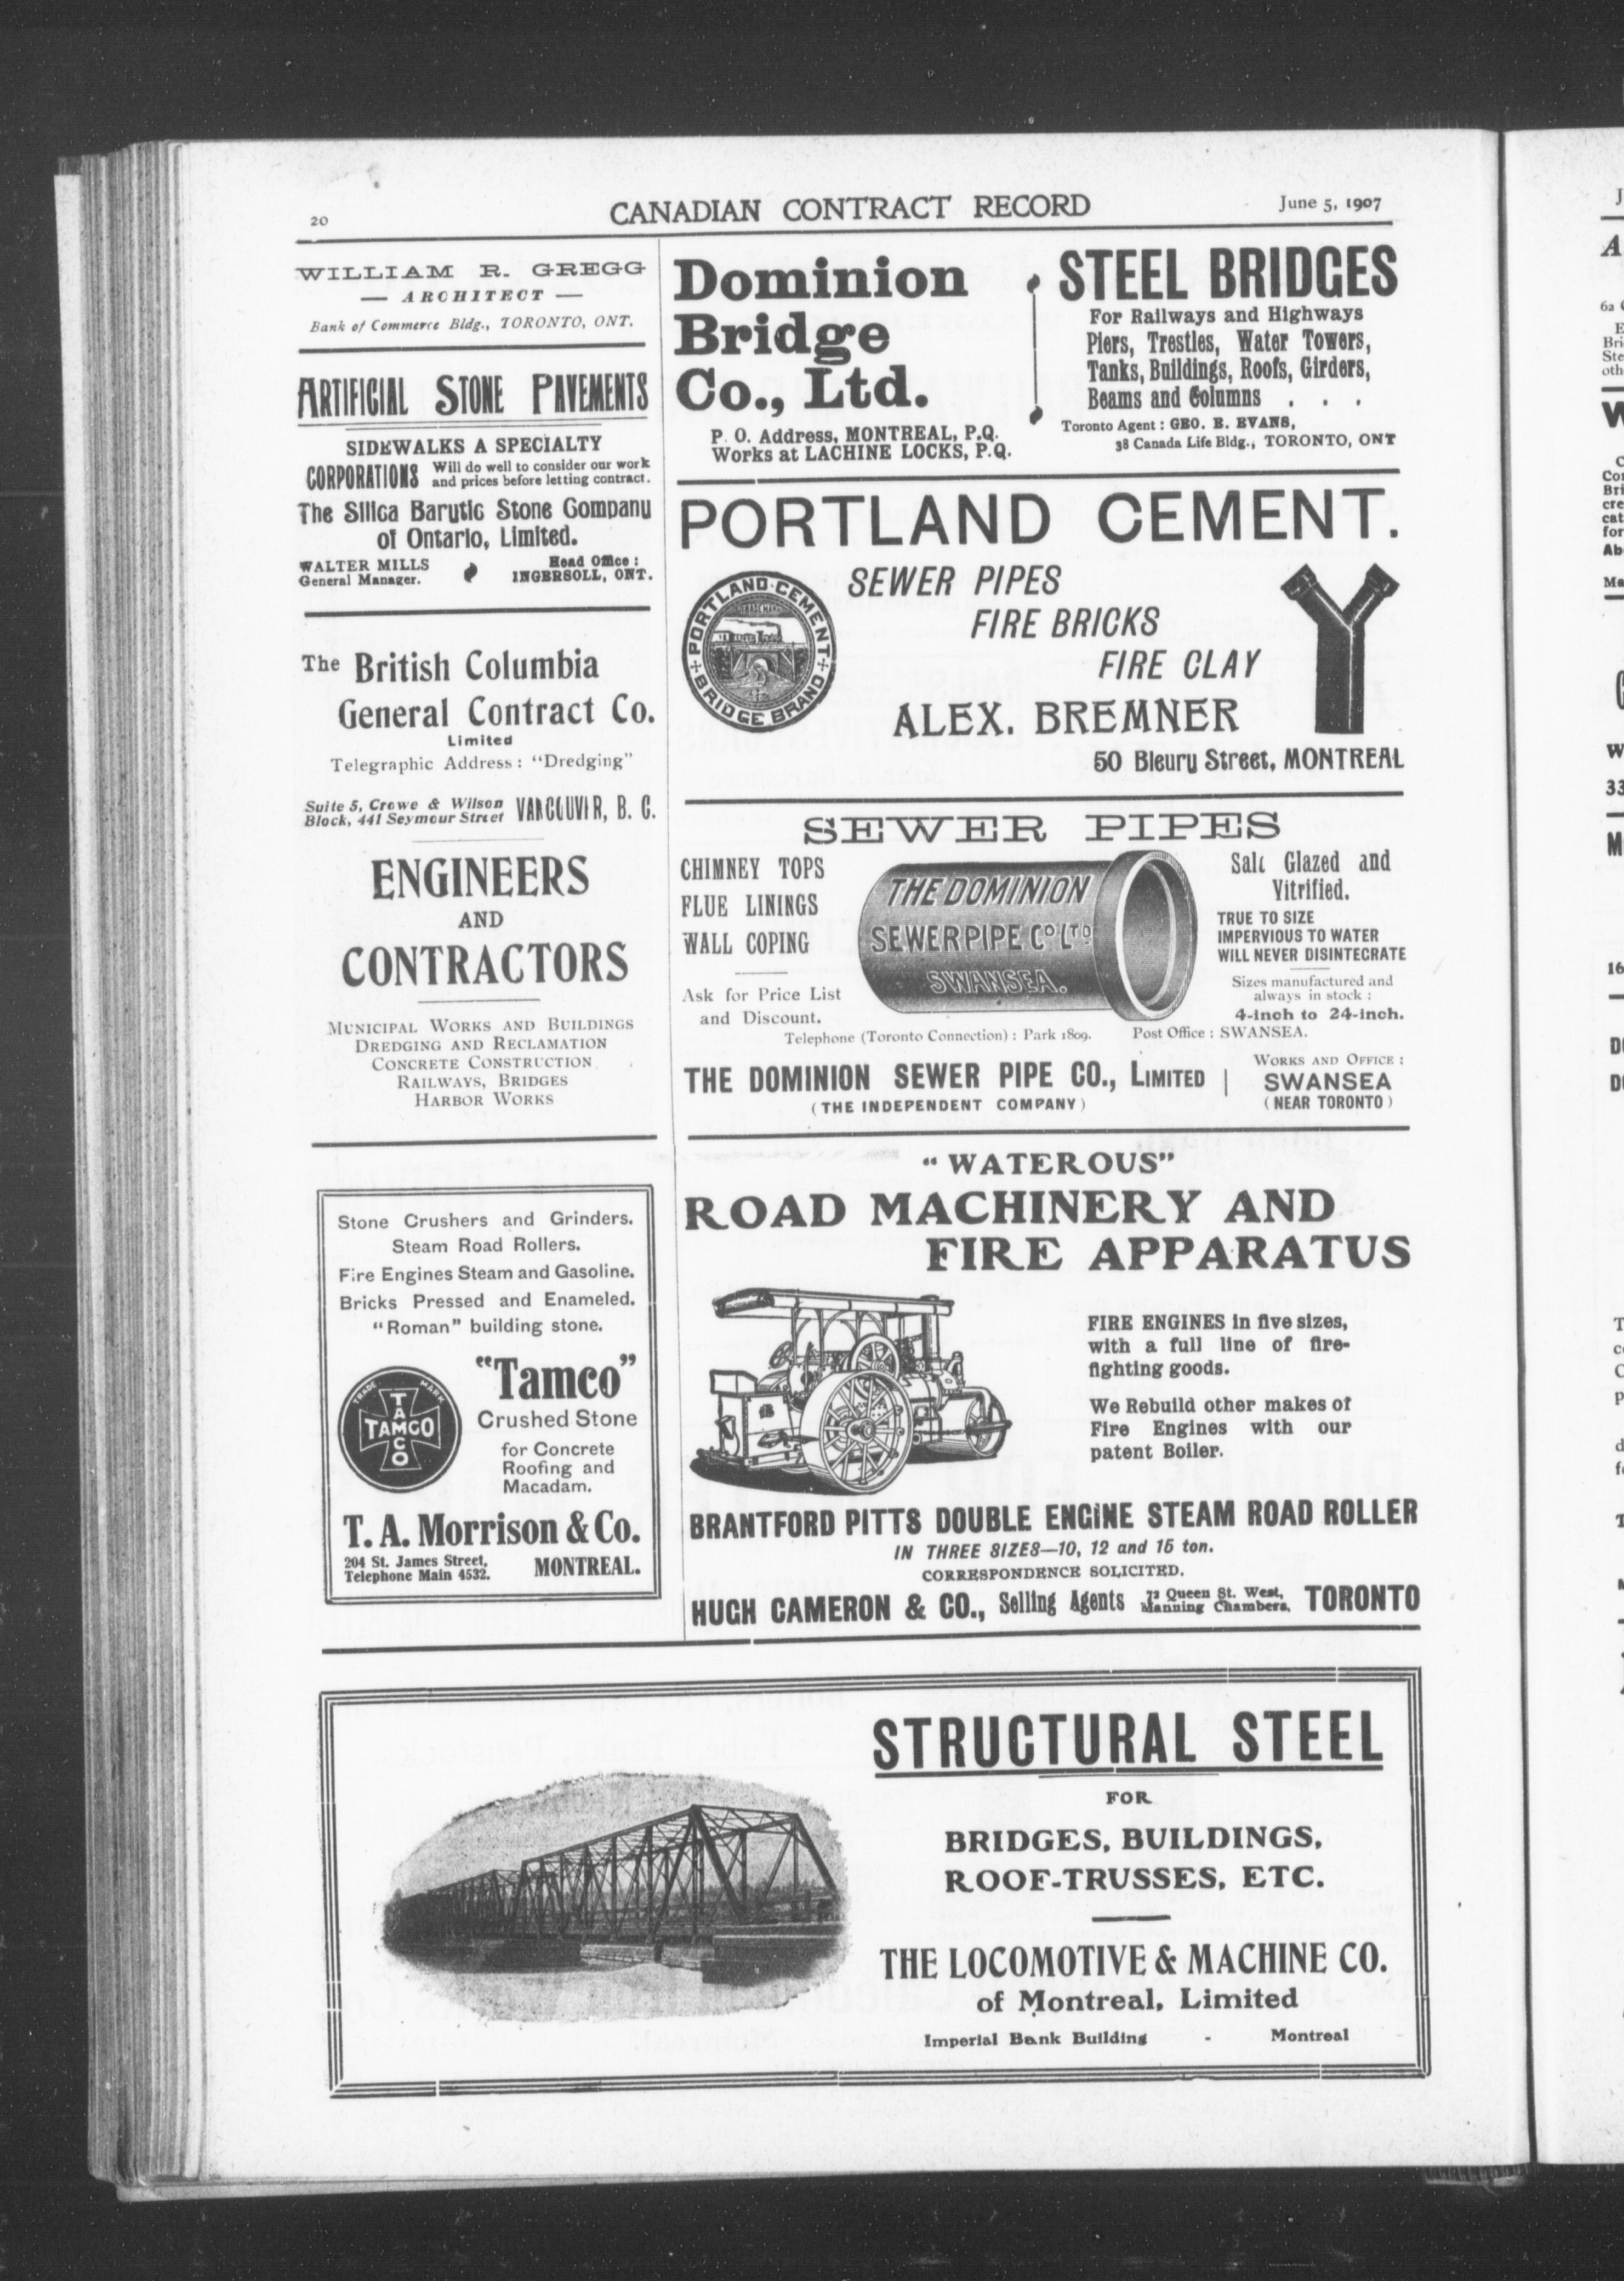 20
CANADIAN CONTRACT RECORD
June 5, 1907
WILLIAM R. GREGG
— ARCHITECT —
Bank of Commerce Bldg., TORONTO, ONT.
ARTIFICIAL STONE PAVEMENTS
SIDEWALKS A SPECIALTY
CORPORATIONS Will do well to consider our work
and prices before letting contract.
The Silica Barytic Stone Company
of Ontario, Limited.
WALTER MILLS
General Manager.
Head Office:
INGERSOLL, ONT.
The British Columbia
General Contract Co.
Limited
Telegraphic Address: "Dredging"
Suite 5, Crowe & Wilson
Block, 441 Seymour Street
VANCOUVER, B. C.
ENGINEERS
AND
CONTRACTORS
MUNICIPAL WORKS AND BUILDINGS
DREDGING AND RECLAMATION
CONCRETE CONSTRUCTION
RAILWAYS, BRIDGES
HARBOR WORKS
Stone Crushers and Grinders.
Steam Road Rollers.
Fire Engines Steam and Gasoline.
Bricks Pressed and Enameled.
"Roman" building stone.
TRADE MARK
TAMCO
TAMCO
"Tamco"
Crushed Stone
for Concrete
Roofing and
Macadam.
T. A. Morrison & Co.
204 St. James Street,
Telephone Main 4532.
MONTREAL.
Dominion
Bridge
Co., Ltd.
P. O. Address, MONTREAL, P.Q.
Works at LACHINE LOCKS, P.Q.
STEEL BRIDGES
For Railways and Highways
Piers, Trestles, Water Towers,
Tanks, Buildings, Roofs, Girders,
Beams and Columns . . .
Toronto Agent: GEO. E. EVANS,
38 Canada Life Bldg., TORONTO, ONT
PORTLAND CEMENT.
PORTLAND·CEMENT
TRADE MARK
BRIDGE BRAND
SEWER PIPES
FIRE BRICKS
FIRE CLAY
ALEX. BREMNER
50 Bleury Street, MONTREAL
SEWER PIPES
CHIMNEY TOPS
FLUE LININGS
WALL COPING
Ask for Price List
and Discount.
THE DOMINION
SEWER PIPE Co LTD
SWANSEA.
Salt Glazed and
Vitrified.
TRUE TO SIZE
IMPERVIOUS TO WATER
WILL NEVER DISINTEGRATE
Sizes manufactured and
always in stock:
4-inch to 24-inch.
Telephone (Toronto Connection): Park 1809.
Post Office: SWANSEA.
THE DOMINION SEWER PIPE CO., LIMITED
(THE INDEPENDENT COMPANY)
WORKS AND OFFICE:
SWANSEA
(NEAR TORONTO)
"WATEROUS"
ROAD MACHINERY AND
FIRE APPARATUS
FIRE ENGINES in five sizes,
with a full line of fire-
fighting goods.
We Rebuild other makes of
Fire Engines with our
patent Boiler.
BRANTFORD PITTS DOUBLE ENGINE STEAM ROAD ROLLER
IN THREE SIZES—10, 12 and 15 ton.
CORRESPONDENCE SOLICITED.
HUGH CAMERON & CO., Selling Agents
72 Queen St. West,
Manning Chambers,
TORONTO
STRUCTURAL STEEL
FOR
BRIDGES, BUILDINGS,
ROOF-TRUSSES, ETC.
THE LOCOMOTIVE & MACHINE CO.
of Montreal, Limited
Imperial Bank Building - Montreal